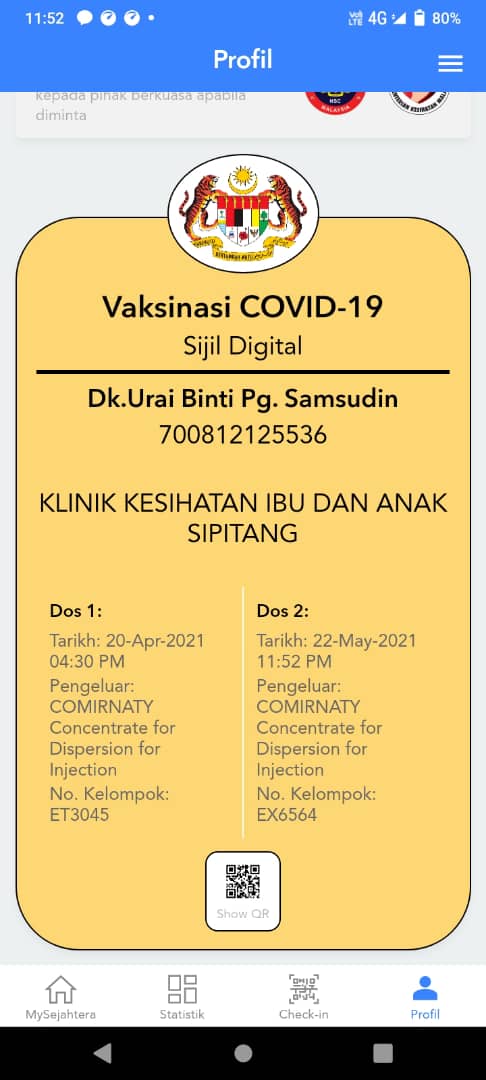 11:52
Vo)) LTE 4G 80%
Profil
kepada pihak berkuasa apabila
diminta
MALAYSIA
Vaksinasi COVID-19
Sijil Digital
Dk.Urai Binti Pg. Samsudin
700812125536
KLINIK KESIHATAN IBU DAN ANAK
SIPITANG
Dos 1:
Tarikh: 20-Apr-2021
04:30 PM
Pengeluar:
COMIRNATY
Concentrate for
Dispersion for
Injection
No. Kelompok:
ET3045
Dos 2:
Tarikh: 22-May-2021
11:52 PM
Pengeluar:
COMIRNATY
Concentrate for
Dispersion for
Injection
No. Kelompok:
EX6564
Show QR
MySejahtera
Statistik
Check-in
Profil